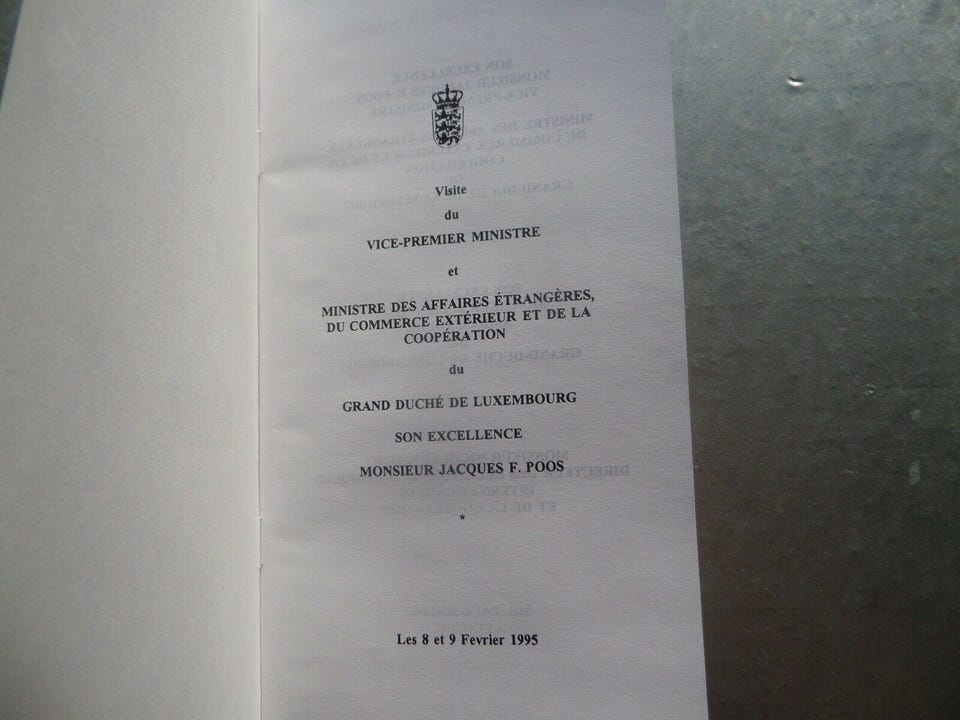 Visite
du
VICE-PREMIER MINISTRE
et
MINISTRE DES AFFAIRES ÉTRANGÈRES,
DU COMMERCE EXTÉRIEUR ET DE LA
COOPÉRATION
du
GRAND DUCHÉ DE LUXEMBOURG
SON EXCELLENCE
MONSIEUR JACQUES F. POOS
*
Les 8 et 9 Fevrier 1995